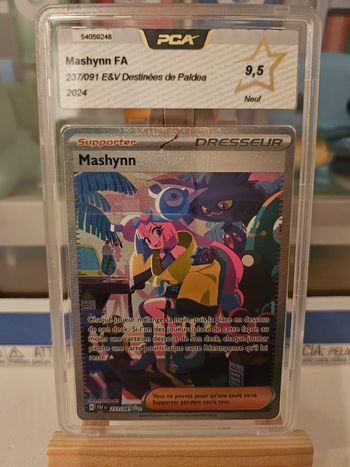 54059248
PCA
Mashynn FA
237/091 E&V Destinées de Paldea
2024
9,5
Neuf
Supporter
DRESSEUR
Mashynn
Chaque joueur mélange sa main, puis la place en dessous
de son deck. Si l'un des joueurs place de cette façon au
moins une carte en dessous de son deck, chaque joueur
pioche une carte pour chaque carte Récompense qu'il lui
reste.
Vous ne pouvez jouer qu'une seule carte
Supporter pendant votre tour.
237/091
CIA.